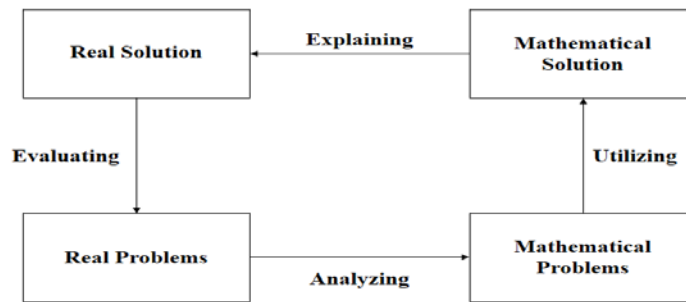 Real Solution
Explaining
Mathematical
Solution
Evaluating
Utilizing
Real Problems
Analyzing
Mathematical
Problems